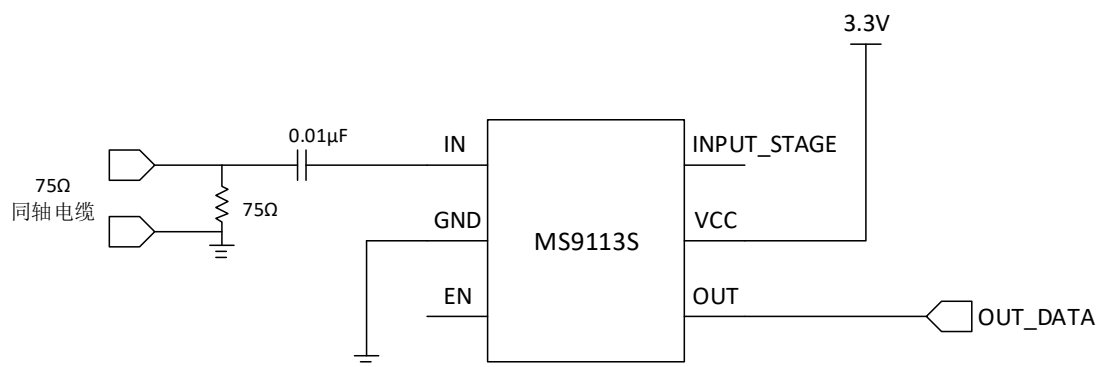 3.3V
0.01μF
IN
INPUT_STAGE
75Ω
同轴电缆
75Ω
GND
VCC
MS9113S
EN
OUT
OUT_DATA